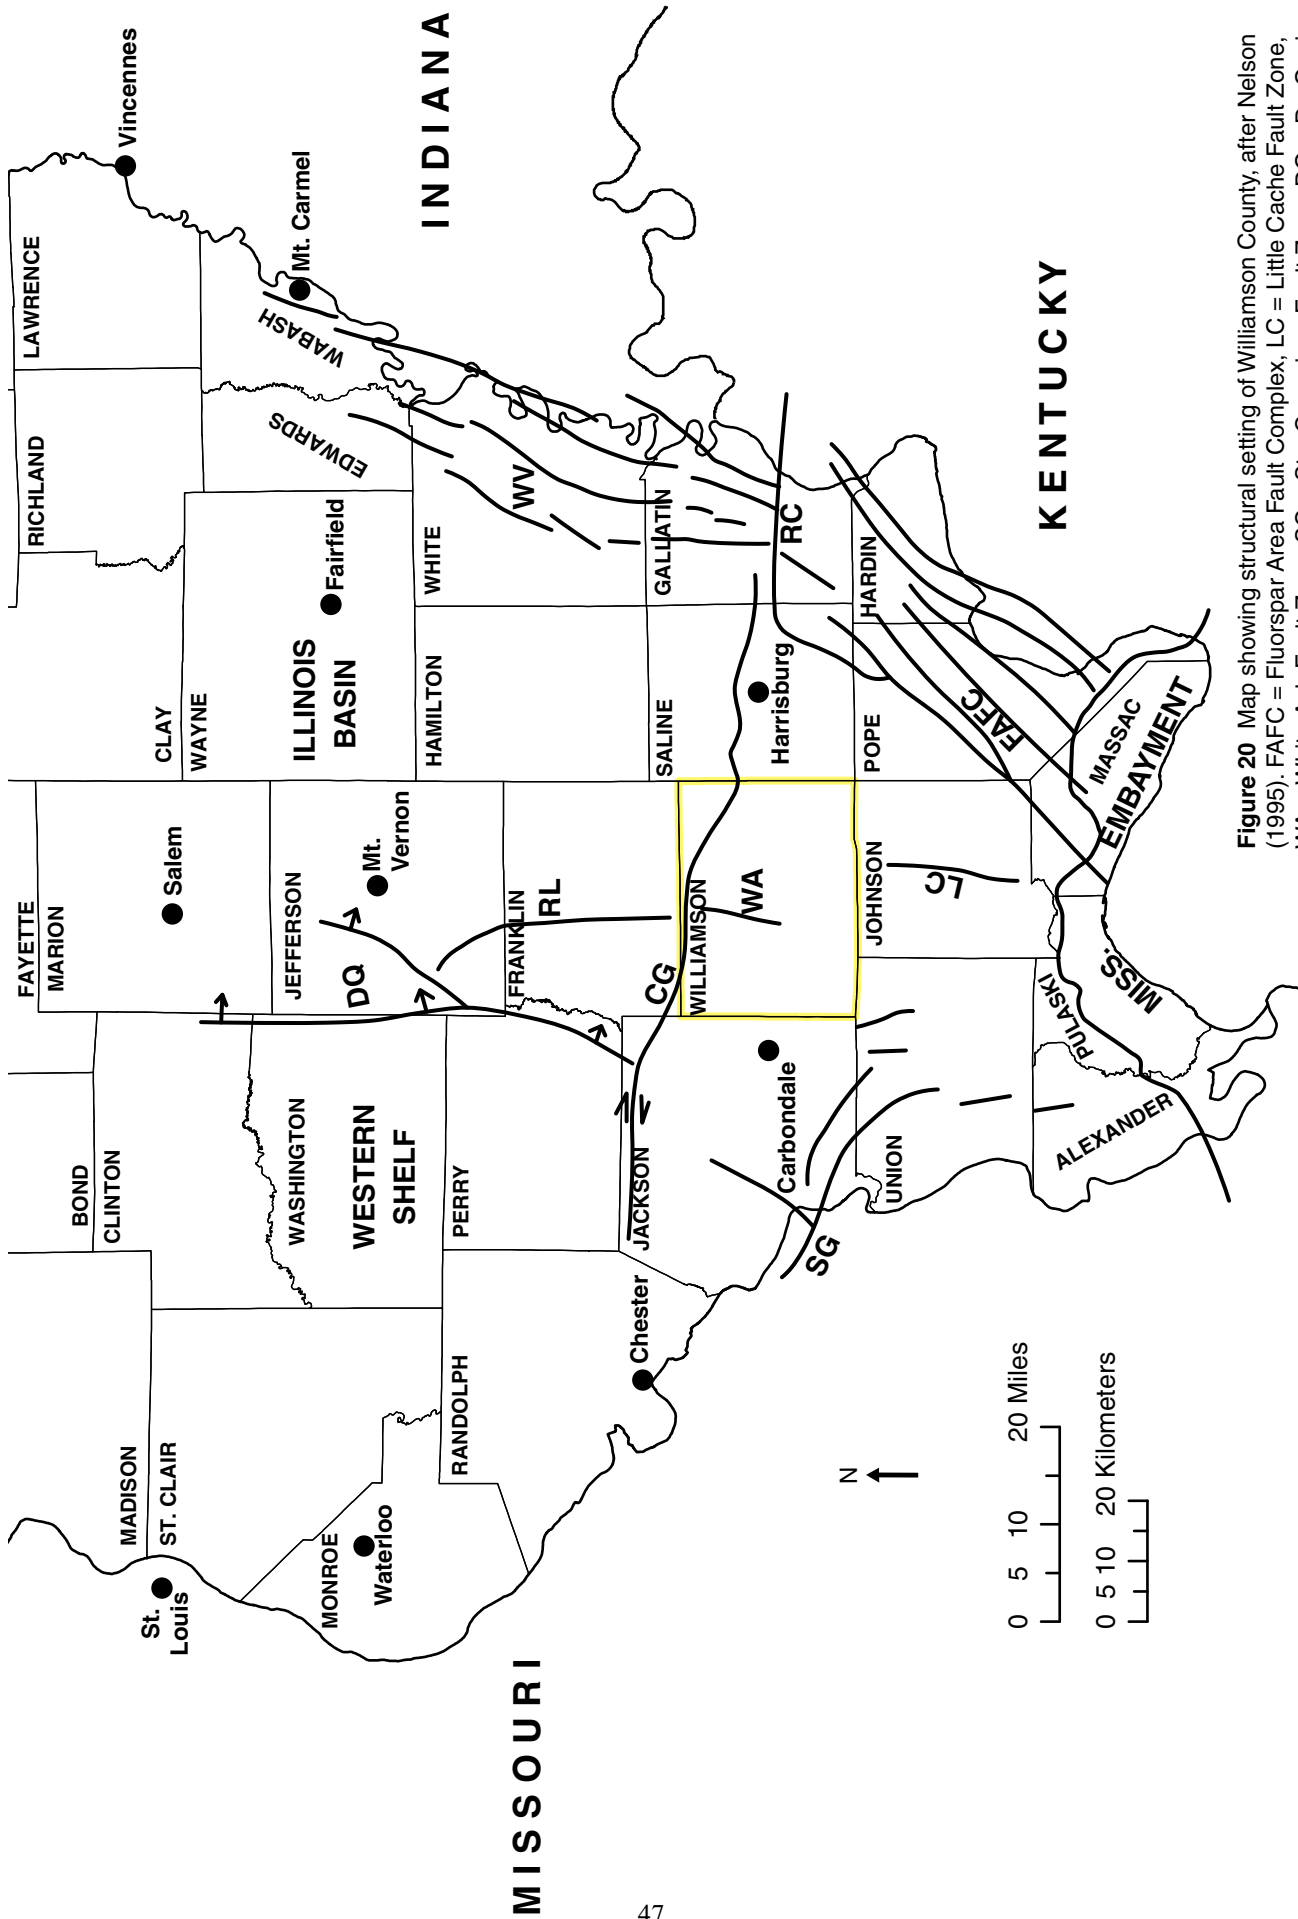 Vincennes
Mt. Carmel
INDIANA
LAWRENCE
WABASH
RICHLAND
EDWARDS
WV
Fairfield
WHITE
GALLATIN
RC
HARDIN
KENTUCKY
CLAY
WAYNE
ILLINOIS
BASIN
HAMILTON
SALINE
Harrisburg
POPE
FAFC
MASSAC
EMBAYMENT
FAYETTE
MARION
Salem
JEFFERSON
Mt.
Vernon
DQ
FRANKLIN
RL
CG
WILLIAMSON
WA
JOHNSON
LC
MISS.
PULASKI
BOND
CLINTON
WASHINGTON
WESTERN
SHELF
PERRY
JACKSON
Carbondale
UNION
ALEXANDER
SG
MADISON
ST. CLAIR
St.
Louis
MONROE
Waterloo
RANDOLPH
Chester
MISSOURI
N
0 5 10 20 Miles
0 5 10 20 Kilometers
Figure 20 Map showing structural setting of Williamson County, after Nelson
(1995). FAFC = Fluorspar Area Fault Complex, LC = Little Cache Fault Zone,
47